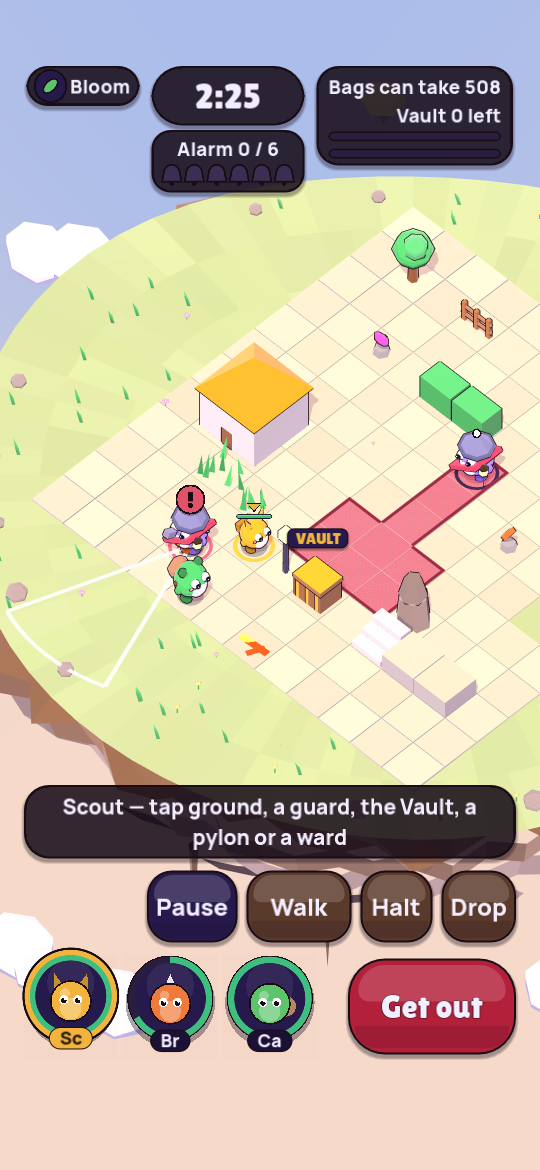 Bloom
2:25
Alarm 0 / 6
Bags can take 508
Vault 0 left
!
VAULT
Scout — tap ground, a guard, the Vault, a
pylon or a ward
Pause
Walk
Halt
Drop
Sc
Br
Ca
Get out